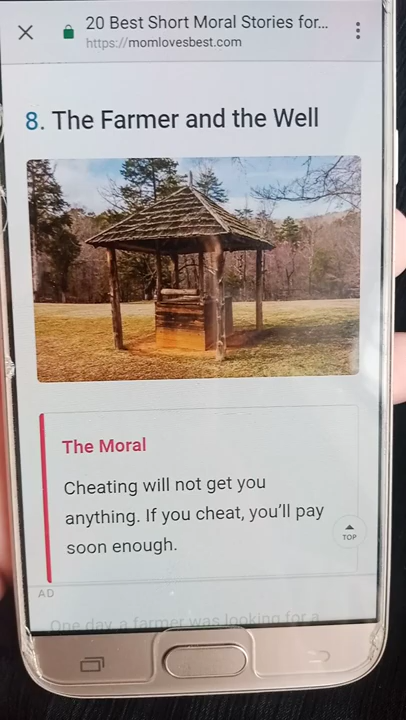 20 Best Short Moral Stories for...
https://momlovesbest.com
8. The Farmer and the Well
The Moral
Cheating will not get you
anything. If you cheat, you'll pay
soon enough.
TOP
AD
One day, a farmer was looking for a